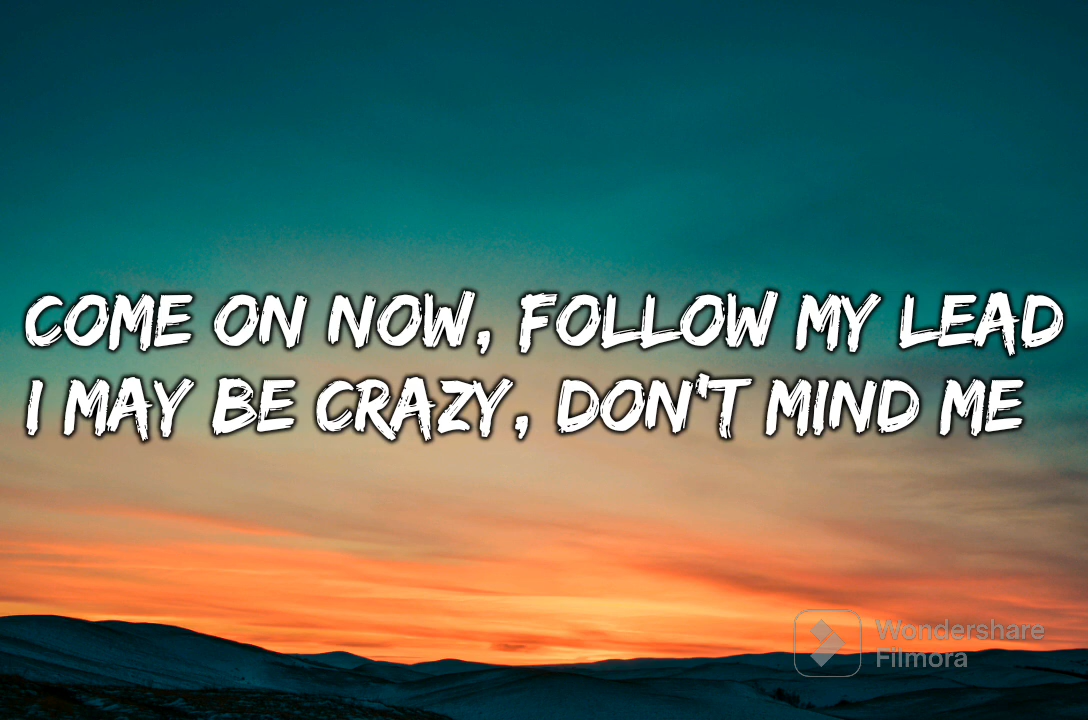 COME ON NOW, FOLLOW MY LEAD
I MAY BE CRAZY, DON'T MIND ME
Wondershare
Filmora